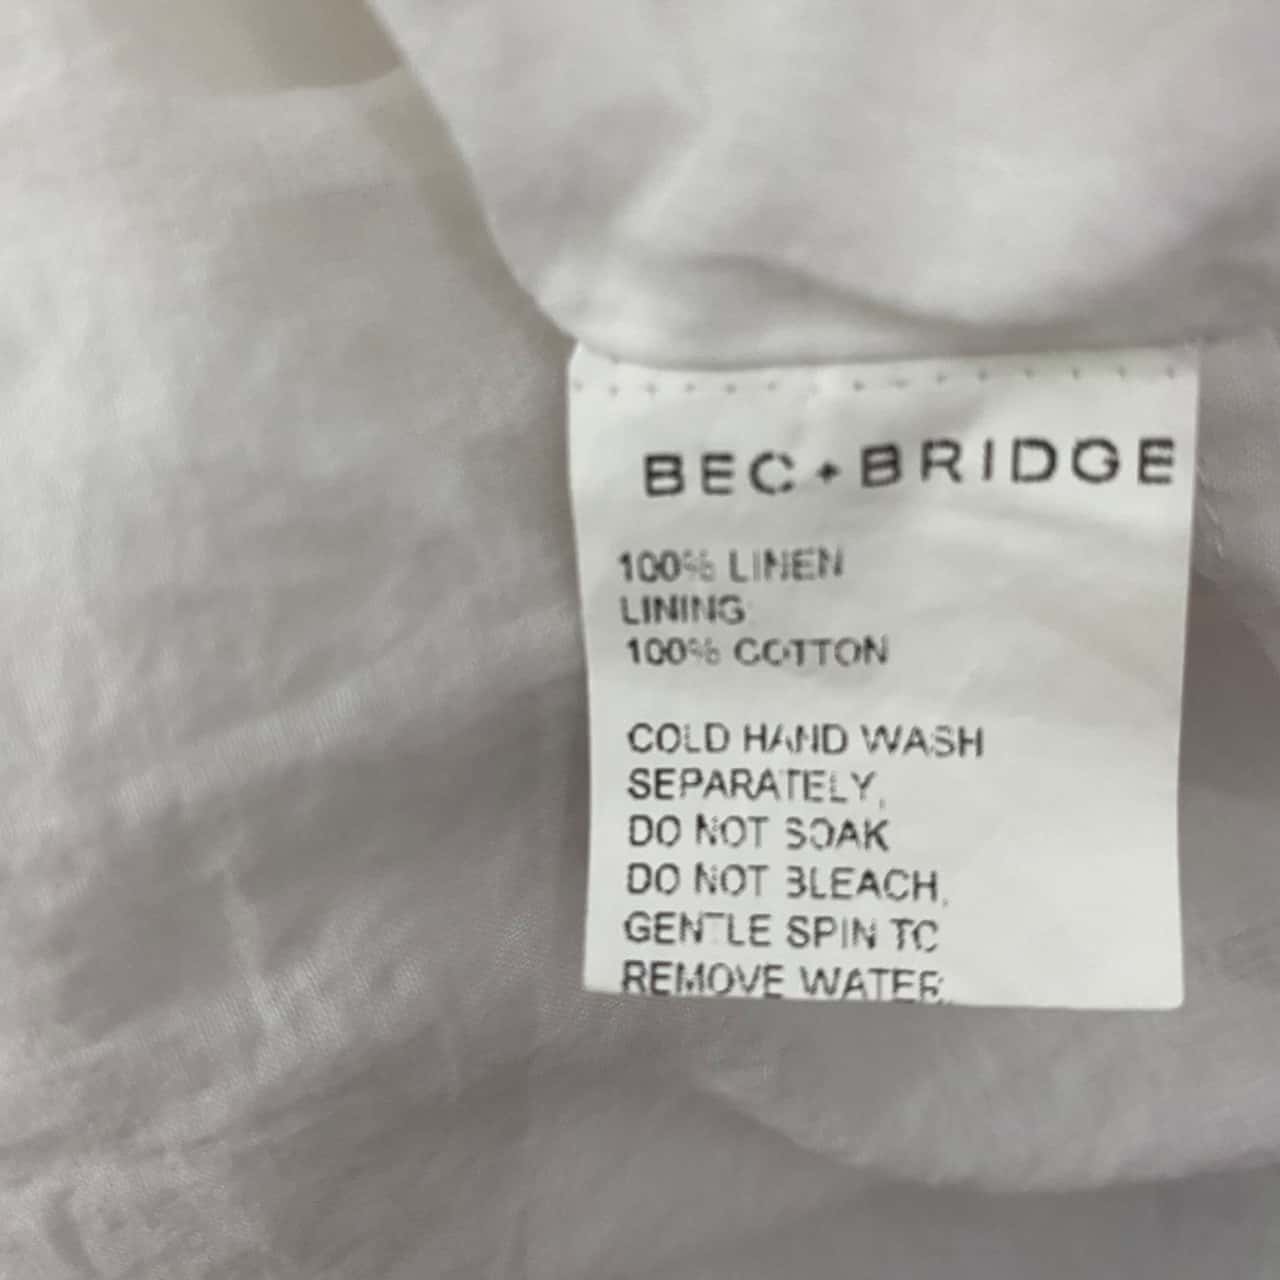 BEC + BRIDGE
100% LINEN
LINING
100% COTTON
COLD HAND WASH
SEPARATELY,
DO NOT SOAK
DO NOT BLEACH,
GENTLE SPIN TO
REMOVE WATER,